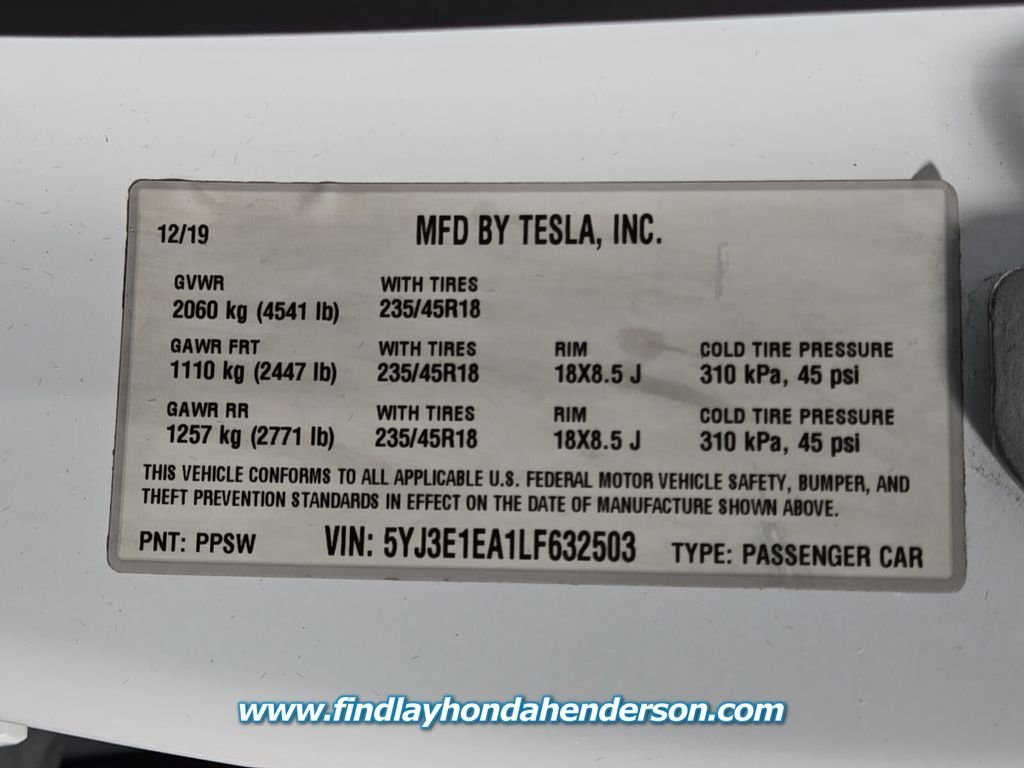 12/19 MFD BY TESLA, INC.
GVWR WITH TIRES
2060 kg (4541 lb) 235/45R18
GAWR FRT WITH TIRES RIM COLD TIRE PRESSURE
1110 kg (2447 lb) 235/45R18 18X8.5 J 310 kPa, 45 psi
GAWR RR WITH TIRES RIM COLD TIRE PRESSURE
1257 kg (2771 lb) 235/45R18 18X8.5 J 310 kPa, 45 psi
THIS VEHICLE CONFORMS TO ALL APPLICABLE U.S. FEDERAL MOTOR VEHICLE SAFETY, BUMPER, AND
THEFT PREVENTION STANDARDS IN EFFECT ON THE DATE OF MANUFACTURE SHOWN ABOVE.
PNT: PPSW VIN: 5YJ3E1EA1LF632503 TYPE: PASSENGER CAR
www.findlayhondahenderson.com